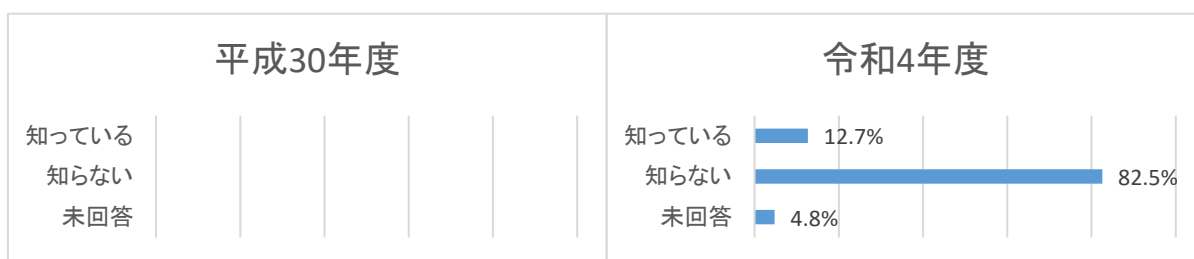 平成30年度
知っている
知らない
未回答
令和4年度
知っている 12.7%
知らない 82.5%
未回答 4.8%